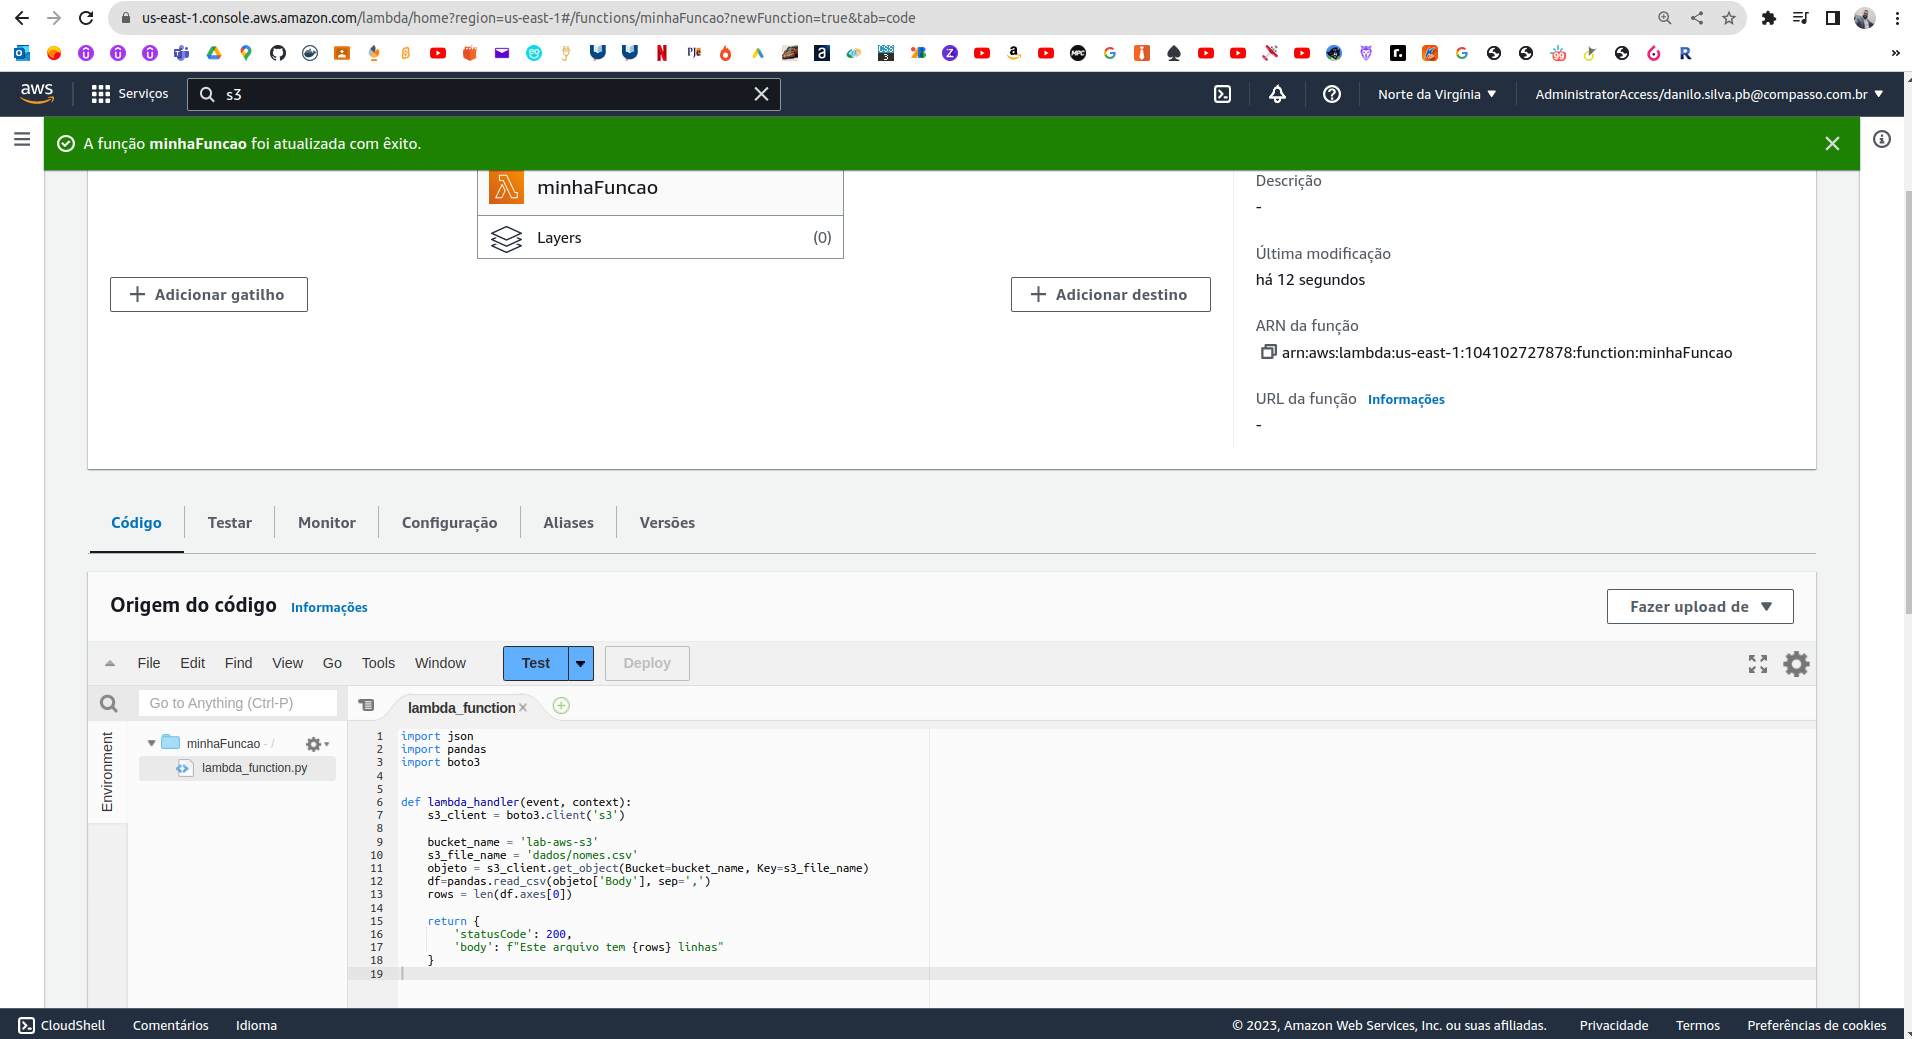 us-east-1.console.aws.amazon.com/lambda/home?region=us-east-1#/functions/minhaFuncao?newFunction=true&tab=code
aws
Serviços
s3
Norte da Virgínia
AdministratorAccess/danilo.silva.pb@compasso.com.br
A função minhaFuncao foi atualizada com êxito.
minhaFuncao
Layers
(0)
Adicionar gatilho
Adicionar destino
Descrição
-
Última modificação
há 12 segundos
ARN da função
arn:aws:lambda:us-east-1:104102727878:function:minhaFuncao
URL da função Informações
-
Código
Testar
Monitor
Configuração
Aliases
Versões
Origem do código Informações
Fazer upload de
File Edit Find View Go Tools Window
Test
Deploy
Go to Anything (Ctrl-P)
lambda_function
Environment
minhaFuncao - /
lambda_function.py
1 import json
2 import pandas
3 import boto3
4
5
6 def lambda_handler(event, context):
7 s3_client = boto3.client('s3')
8
9 bucket_name = 'lab-aws-s3'
10 s3_file_name = 'dados/nomes.csv'
11 objeto = s3_client.get_object(Bucket=bucket_name, Key=s3_file_name)
12 df=pandas.read_csv(objeto['Body'], sep=',')
13 rows = len(df.axes[0])
14
15 return {
16 'statusCode': 200,
17 'body': f"Este arquivo tem {rows} linhas"
18 }
19
CloudShell
Comentários
Idioma
© 2023, Amazon Web Services, Inc. ou suas afiliadas.
Privacidade
Termos
Preferências de cookies